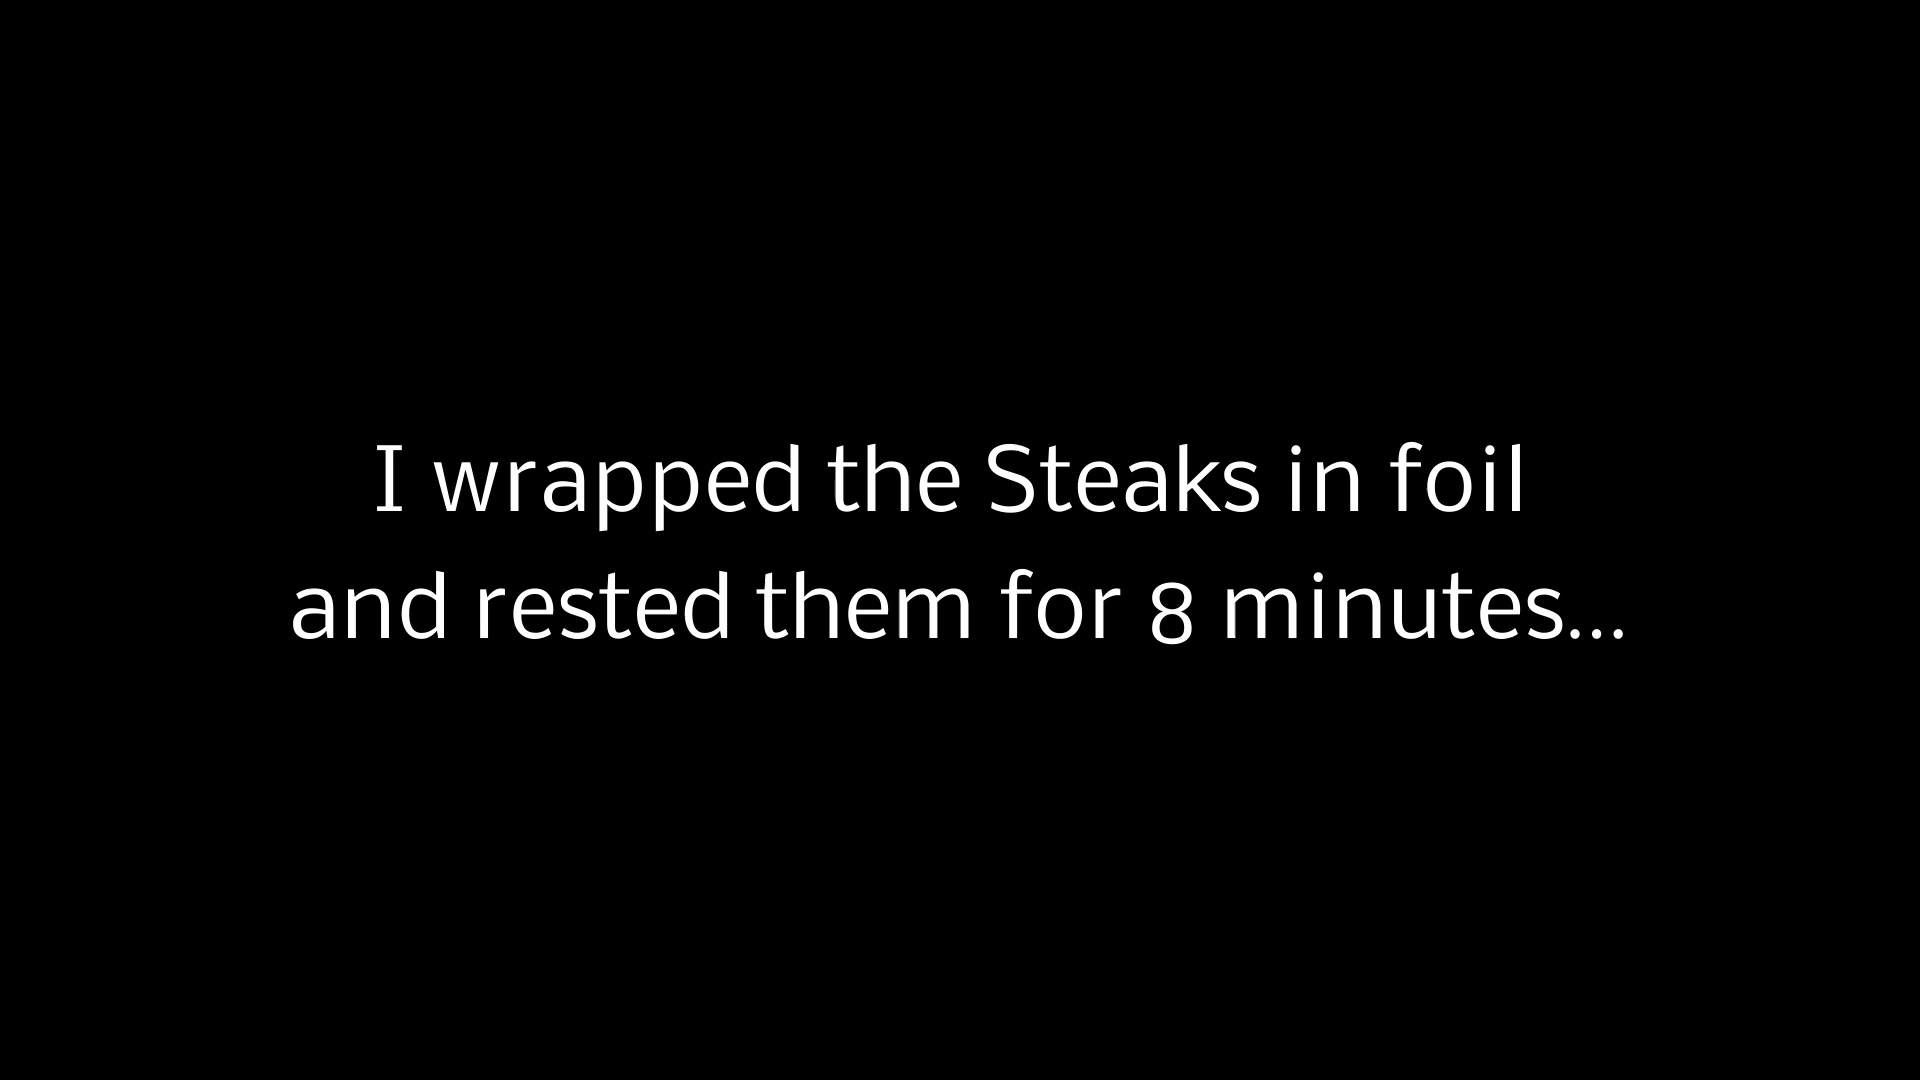 I wrapped the Steaks in foil
and rested them for 8 minutes...